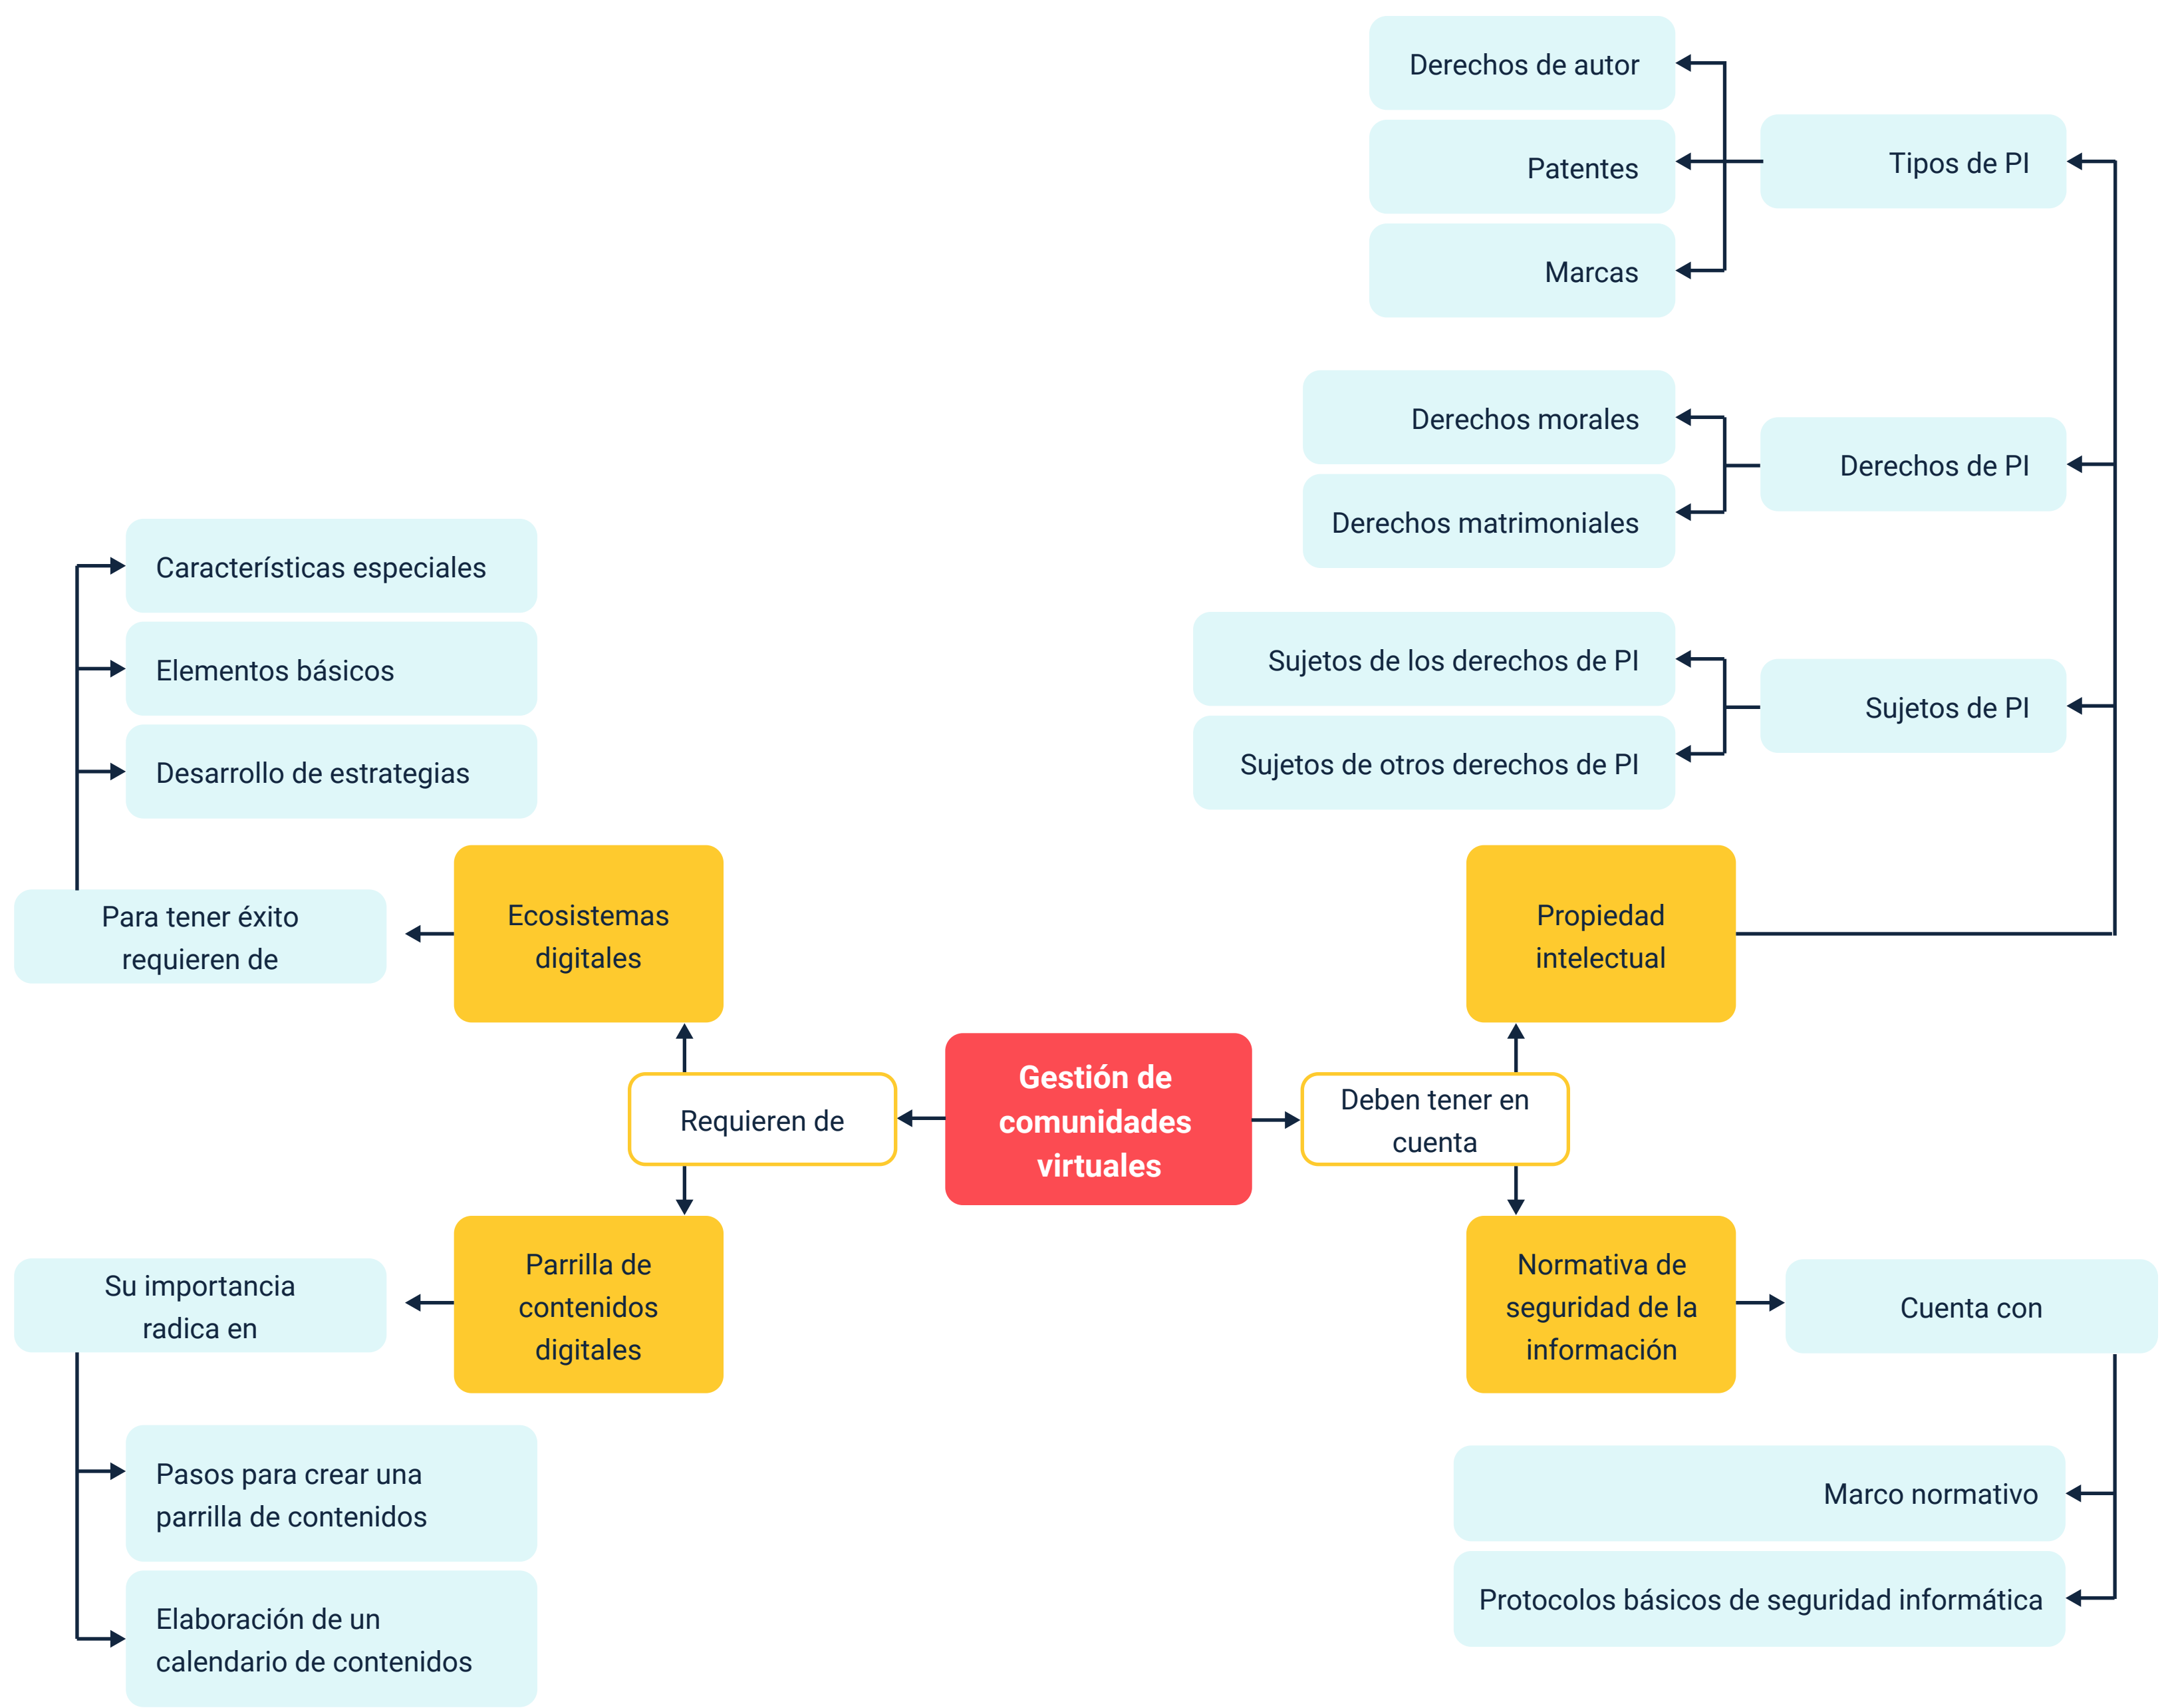 Derechos de autor
Patentes
Marcas
Tipos de PI
Derechos morales
Derechos matrimoniales
Derechos de PI
Sujetos de los derechos de PI
Sujetos de otros derechos de PI
Sujetos de PI
Características especiales
Elementos básicos
Desarrollo de estrategias
Para tener éxito
requieren de
Ecosistemas
digitales
Propiedad
intelectual
Requieren de
Gestión de
comunidades
virtuales
Deben tener en
cuenta
Su importancia
radica en
Parrilla de
contenidos
digitales
Normativa de
seguridad de la
información
Cuenta con
Pasos para crear una
parrilla de contenidos
Elaboración de un
calendario de contenidos
Marco normativo
Protocolos básicos de seguridad informática